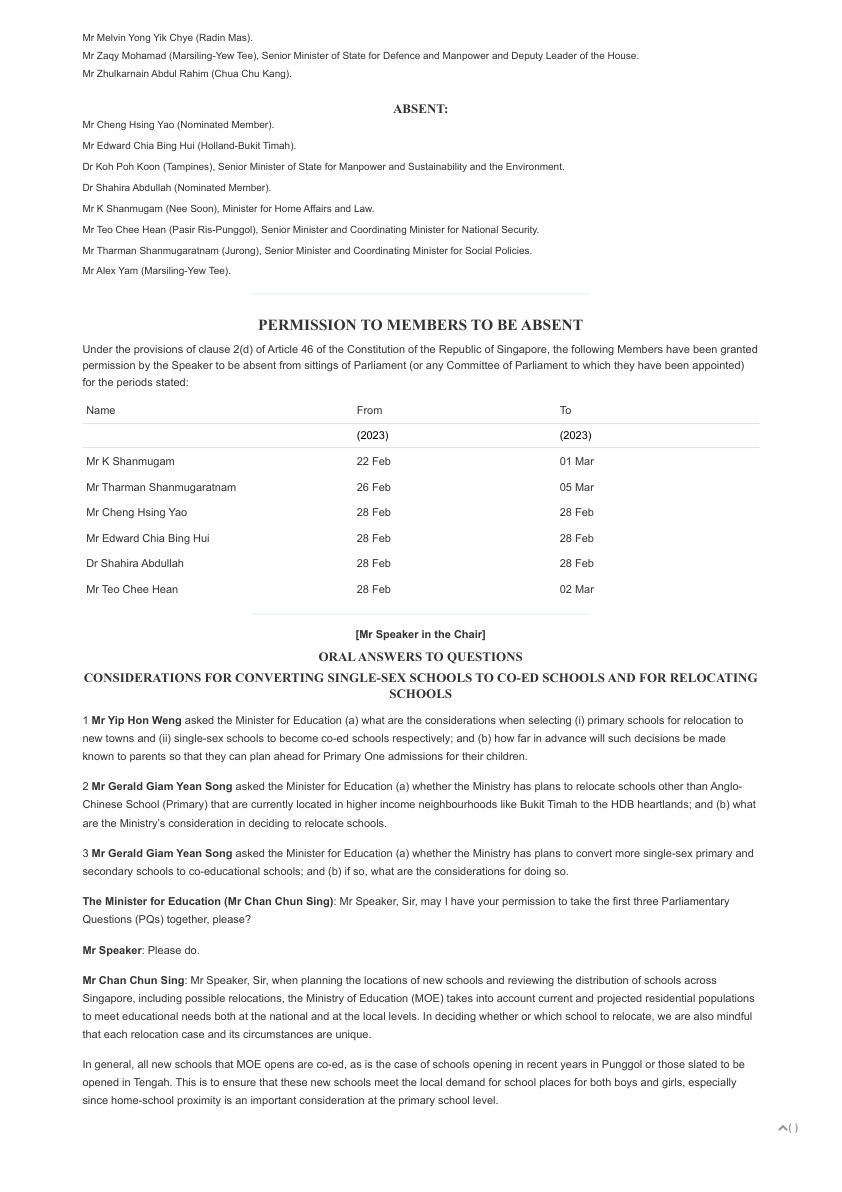 Mr Melvin Yong Yik Chye (Radin Mas).
Mr Zaqy Mohamad (Marsiling-Yew Tee), Senior Minister of State for Defence and Manpower and Deputy Leader of the House.
Mr Zhulkarnain Abdul Rahim (Chua Chu Kang).
ABSENT:
Mr Cheng Hsing Yao (Nominated Member).
Mr Edward Chia Bing Hui (Holland-Bukit Timah).
Dr Koh Poh Koon (Tampines), Senior Minister of State for Manpower and Sustainability and the Environment.
Dr Shahira Abdullah (Nominated Member).
Mr K Shanmugam (Nee Soon), Minister for Home Affairs and Law.
Mr Teo Chee Hean (Pasir Ris-Punggol), Senior Minister and Coordinating Minister for National Security.
Mr Tharman Shanmugaratnam (Jurong), Senior Minister and Coordinating Minister for Social Policies.
Mr Alex Yam (Marsiling-Yew Tee).
PERMISSION TO MEMBERS TO BE ABSENT
Under the provisions of clause 2(d) of Article 46 of the Constitution of the Republic of Singapore, the following Members have been granted
permission by the Speaker to be absent from sittings of Parliament (or any Committee of Parliament to which they have been appointed)
for the periods stated:
Name From To
(2023) (2023)
Mr K Shanmugam 22 Feb 01 Mar
Mr Tharman Shanmugaratnam 26 Feb 05 Mar
Mr Cheng Hsing Yao 28 Feb 28 Feb
Mr Edward Chia Bing Hui 28 Feb 28 Feb
Dr Shahira Abdullah 28 Feb 28 Feb
Mr Teo Chee Hean 28 Feb 02 Mar
[Mr Speaker in the Chair]
ORAL ANSWERS TO QUESTIONS
CONSIDERATIONS FOR CONVERTING SINGLE-SEX SCHOOLS TO CO-ED SCHOOLS AND FOR RELOCATING
SCHOOLS
1 Mr Yip Hon Weng asked the Minister for Education (a) what are the considerations when selecting (i) primary schools for relocation to
new towns and (ii) single-sex schools to become co-ed schools respectively; and (b) how far in advance will such decisions be made
known to parents so that they can plan ahead for Primary One admissions for their children.
2 Mr Gerald Giam Yean Song asked the Minister for Education (a) whether the Ministry has plans to relocate schools other than Anglo-
Chinese School (Primary) that are currently located in higher income neighbourhoods like Bukit Timah to the HDB heartlands; and (b) what
are the Ministry's consideration in deciding to relocate schools.
3 Mr Gerald Giam Yean Song asked the Minister for Education (a) whether the Ministry has plans to convert more single-sex primary and
secondary schools to co-educational schools; and (b) if so, what are the considerations for doing so.
The Minister for Education (Mr Chan Chun Sing): Mr Speaker, Sir, may I have your permission to take the first three Parliamentary
Questions (PQs) together, please?
Mr Speaker: Please do.
Mr Chan Chun Sing: Mr Speaker, Sir, when planning the locations of new schools and reviewing the distribution of schools across
Singapore, including possible relocations, the Ministry of Education (MOE) takes into account current and projected residential populations
to meet educational needs both at the national and at the local levels. In deciding whether or which school to relocate, we are also mindful
that each relocation case and its circumstances are unique.
In general, all new schools that MOE opens are co-ed, as is the case of schools opening in recent years in Punggol or those slated to be
opened in Tengah. This is to ensure that these new schools meet the local demand for school places for both boys and girls, especially
since home-school proximity is an important consideration at the primary school level.
( )